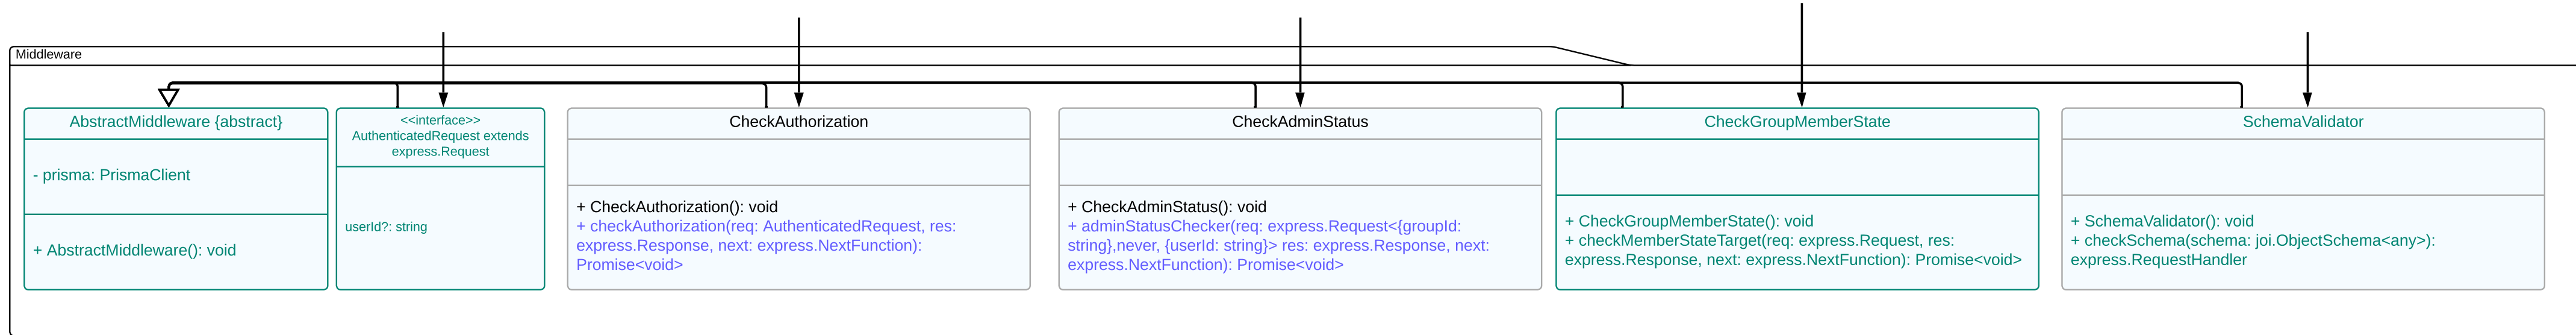 Middleware
AbstractMiddleware {abstract}
- prisma: PrismaClient
+ AbstractMiddleware(): void
<<interface>>
AuthenticatedRequest extends
express.Request
userId?: string
CheckAuthorization
+ CheckAuthorization(): void
+ checkAuthorization(req: AuthenticatedRequest, res:
express.Response, next: express.NextFunction):
Promise<void>
CheckAdminStatus
+ CheckAdminStatus(): void
+ adminStatusChecker(req: express.Request<{groupId:
string},never, {userId: string}> res: express.Response, next:
express.NextFunction): Promise<void>
CheckGroupMemberState
+ CheckGroupMemberState(): void
+ checkMemberStateTarget(req: express.Request, res:
express.Response, next: express.NextFunction): Promise<void>
SchemaValidator
+ SchemaValidator(): void
+ checkSchema(schema: joi.ObjectSchema<any>):
express.RequestHandler